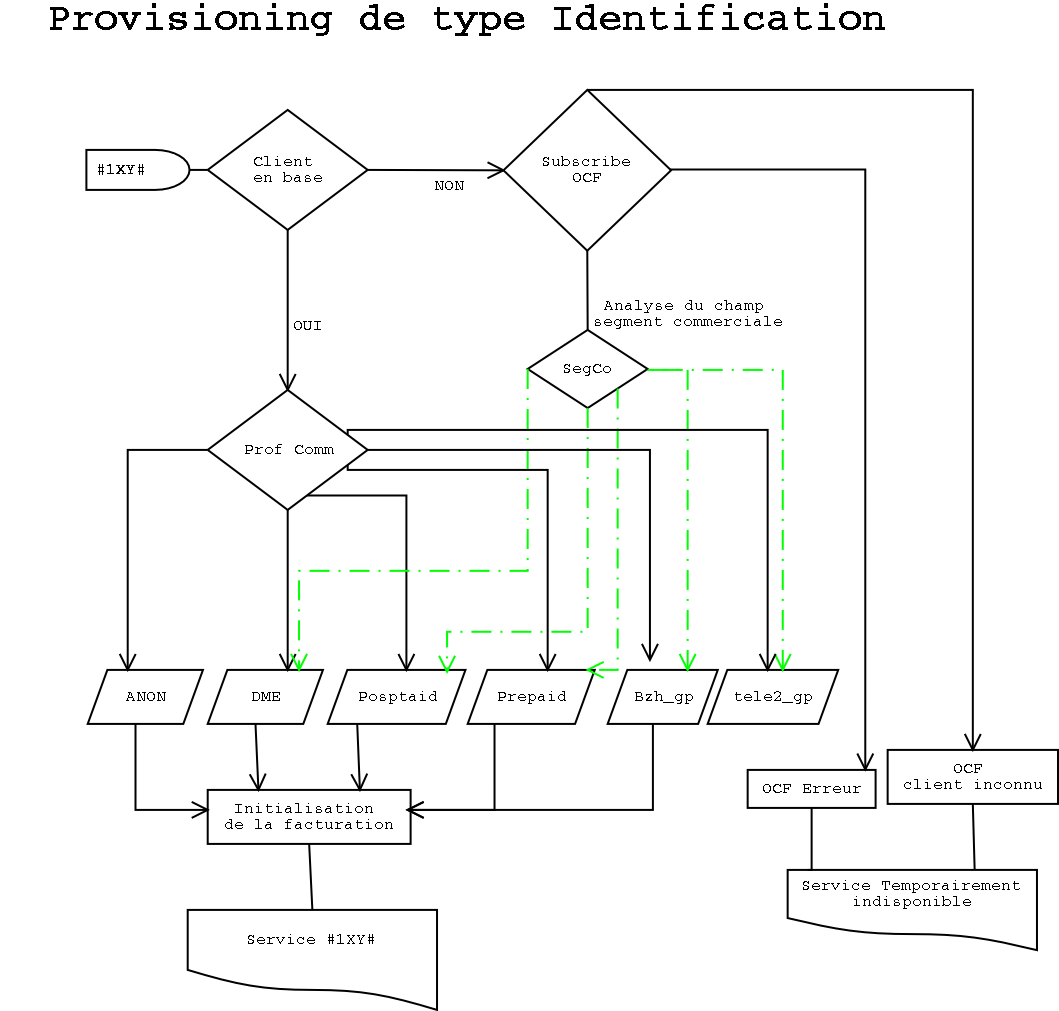 Provisioning de type Identification
#1XY#
Client
en base
NON
Subscribe
OCF
OUI
Analyse du champ
segment commerciale
SegCo
Prof Comm
ANON
DME
Posptaid
Prepaid
Bzh_gp
tele2_gp
OCF Erreur
OCF
client inconnu
Initialisation
de la facturation
Service Temporairement
indisponible
Service #1XY#